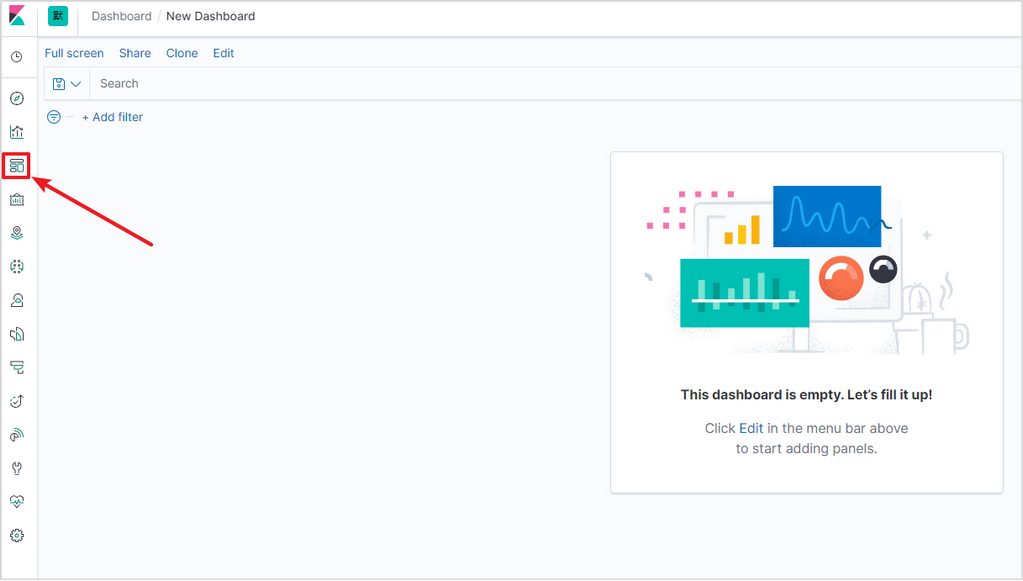 默
Dashboard / New Dashboard
Full screen Share Clone Edit
Search
+ Add filter
This dashboard is empty. Let's fill it up!
Click Edit in the menu bar above
to start adding panels.